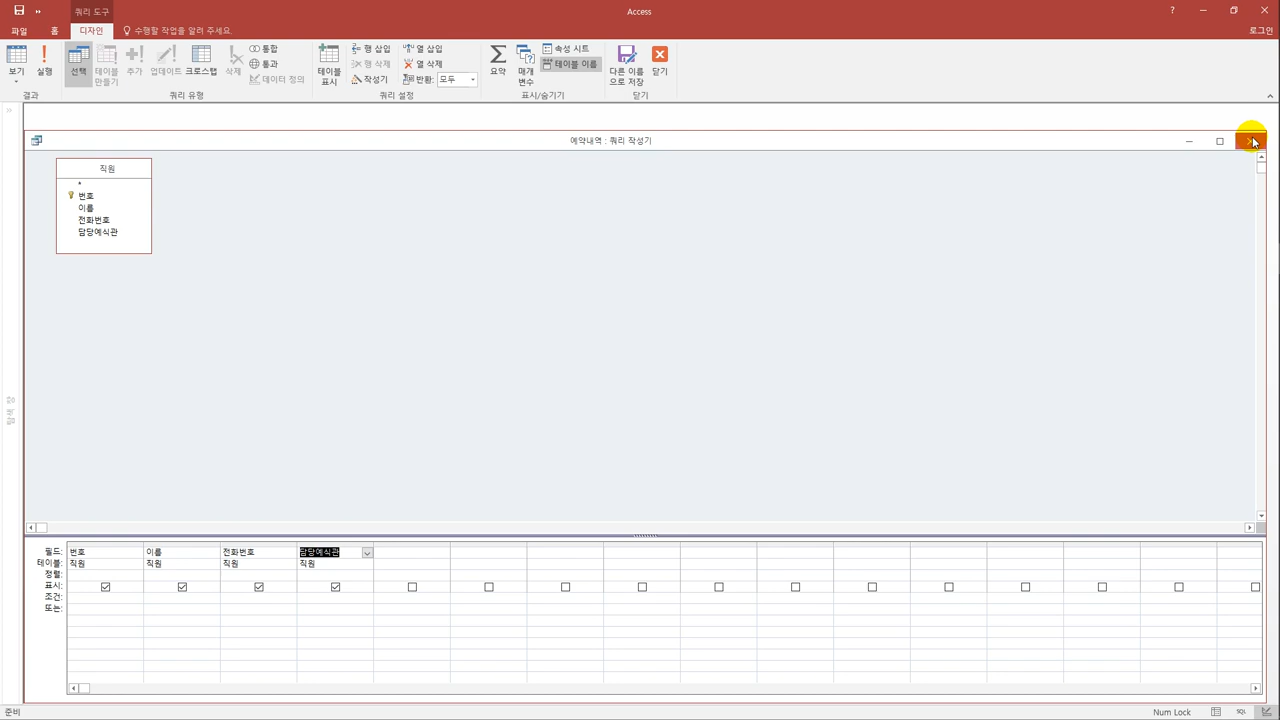 쿼리 도구
Access
?
파일
홈
디자인
수행할 작업을 알려 주세요.
로그인
보기
실행
선택
테이블
만들기
추가
업데이트
크로스탭
삭제
통합
통과
데이터 정의
테이블
표시
행 삽입
행 삭제
작성기
열 삽입
열 삭제
반환:
모두
요약
매개
변수
속성 시트
테이블 이름
다른 이름
으로 저장
닫기
결과
쿼리 유형
쿼리 설정
표시/숨기기
닫기
예약내역 : 쿼리 작성기
직원
*
번호
이름
전화번호
담당예식관
탐색 창
필드: 번호 이름 전화번호 담당예식관
테이블: 직원 직원 직원 직원
정렬:
표시:
조건:
또는:
준비
Num Lock
SQL